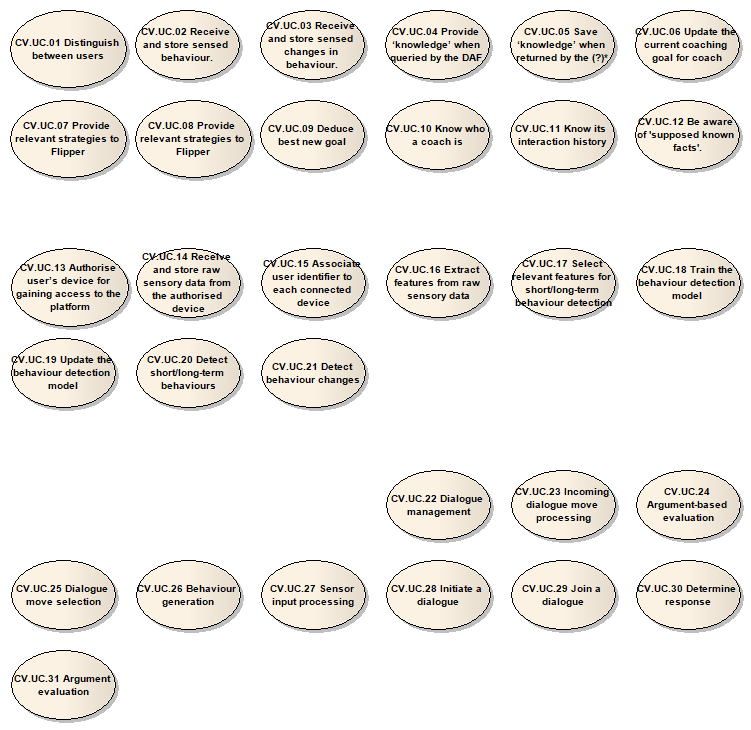 CV.UC.01 Distinguish
between users
CV.UC.02 Receive
and store sensed
behaviour.
CV.UC.03 Receive
and store sensed
changes in
behaviour.
CV.UC.04 Provide
‘knowledge’ when
queried by the DAF
CV.UC.05 Save
‘knowledge’ when
returned by the (?)*
CV.UC.06 Update the
current coaching
goal for coach
CV.UC.07 Provide
relevant strategies to
Flipper
CV.UC.08 Provide
relevant strategies to
Flipper
CV.UC.09 Deduce
best new goal
CV.UC.10 Know who
a coach is
CV.UC.11 Know its
interaction history
CV.UC.12 Be aware
of 'supposed known
facts'.
CV.UC.13 Authorise
user's device for
gaining access to the
platform
CV.UC.14 Receive
and store raw
sensory data from
the authorised
device
CV.UC.15 Associate
user identifier to
each connected
device
CV.UC.16 Extract
features from raw
sensory data
CV.UC.17 Select
relevant features for
short/long-term
behaviour detection
CV.UC.18 Train the
behaviour detection
model
CV.UC.19 Update the
behaviour detection
model
CV.UC.20 Detect
short/long-term
behaviours
CV.UC.21 Detect
behaviour changes
CV.UC.22 Dialogue
management
CV.UC.23 Incoming
dialogue move
processing
CV.UC.24
Argument-based
evaluation
CV.UC.25 Dialogue
move selection
CV.UC.26 Behaviour
generation
CV.UC.27 Sensor
input processing
CV.UC.28 Initiate a
dialogue
CV.UC.29 Join a
dialogue
CV.UC.30 Determine
response
CV.UC.31 Argument
evaluation